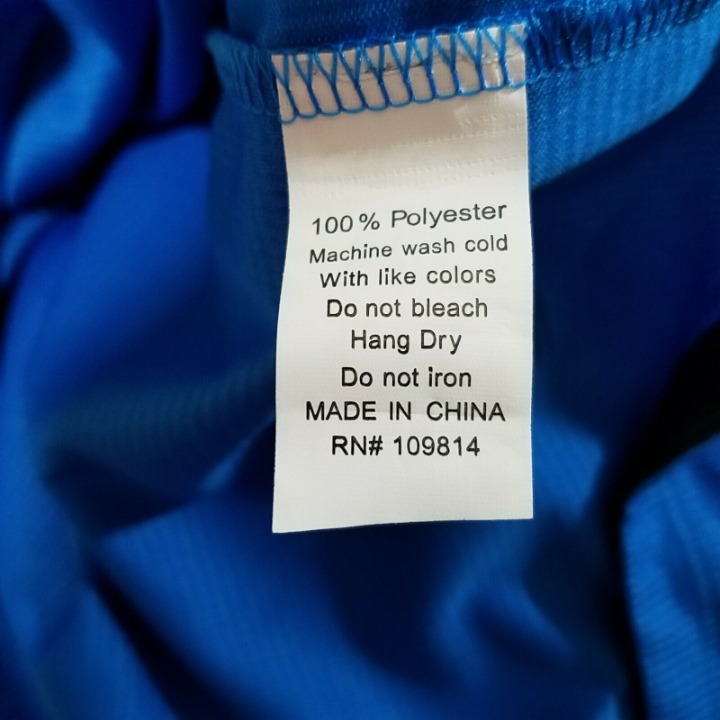 100% Polyester
Machine wash cold
With like colors
Do not bleach
Hang Dry
Do not iron
MADE IN CHINA
RN# 109814